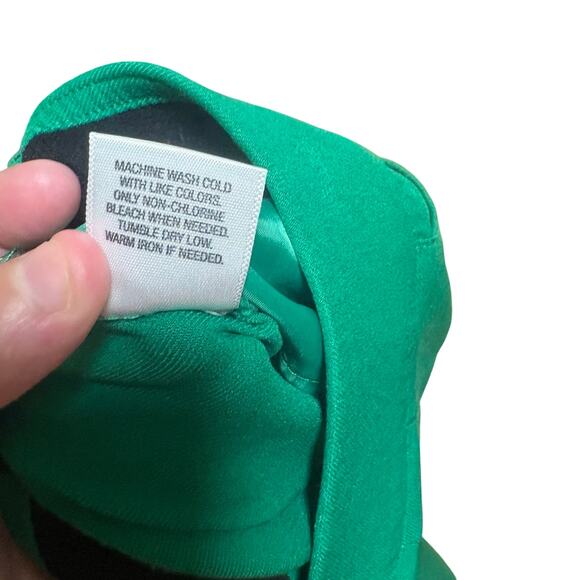 MACHINE WASH COLD
WITH LIKE COLORS.
ONLY NON-CHLORINE
BLEACH WHEN NEEDED.
TUMBLE DRY LOW.
WARM IRON IF NEEDED.